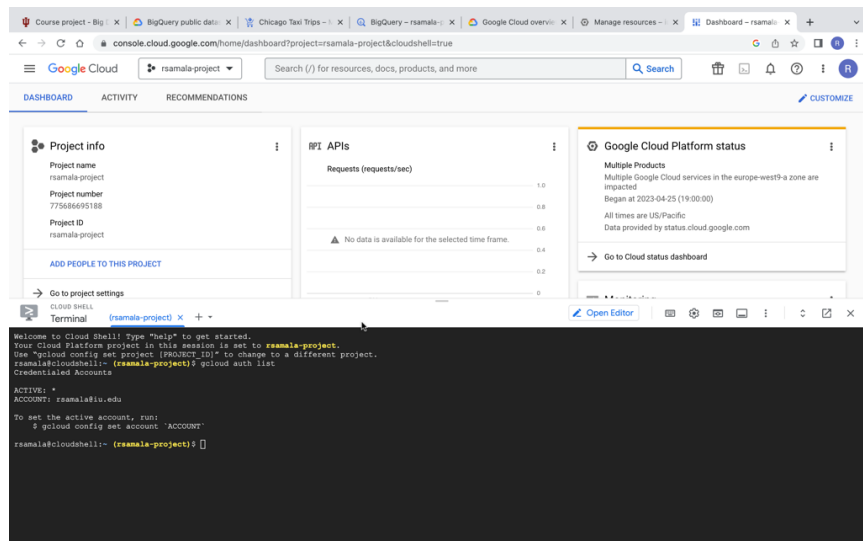 Course project - Big D
BigQuery public data
Chicago Taxi Trips –
BigQuery – rsamala-p
Google Cloud overvie
Manage resources –
Dashboard – rsamala
console.cloud.google.com/home/dashboard?project=rsamala-project&cloudshell=true
Google Cloud
rsamala-project
Search (/) for resources, docs, products, and more
Search
R
DASHBOARD
ACTIVITY
RECOMMENDATIONS
CUSTOMIZE
Project info
Project name
rsamala-project
Project number
775686695188
Project ID
rsamala-project
ADD PEOPLE TO THIS PROJECT
Go to project settings
API APIs
Requests (requests/sec)
1.0
0.8
0.6
No data is available for the selected time frame.
0.4
0.2
0
Google Cloud Platform status
Multiple Products
Multiple Google Cloud services in the europe-west9-a zone are
impacted
Began at 2023-04-25 (19:00:00)
All times are US/Pacific
Data provided by status.cloud.google.com
Go to Cloud status dashboard
CLOUD SHELL
Terminal
(rsamala-project)
Open Editor
Welcome to Cloud Shell! Type "help" to get started.
Your Cloud Platform project in this session is set to rsamala-project.
Use "gcloud config set project [PROJECT_ID]" to change to a different project.
rsamala@cloudshell:~ (rsamala-project)$ gcloud auth list
Credentialed Accounts
ACTIVE: *
ACCOUNT: rsamala@iu.edu
To set the active account, run:
$ gcloud config set account `ACCOUNT`
rsamala@cloudshell:~ (rsamala-project)$